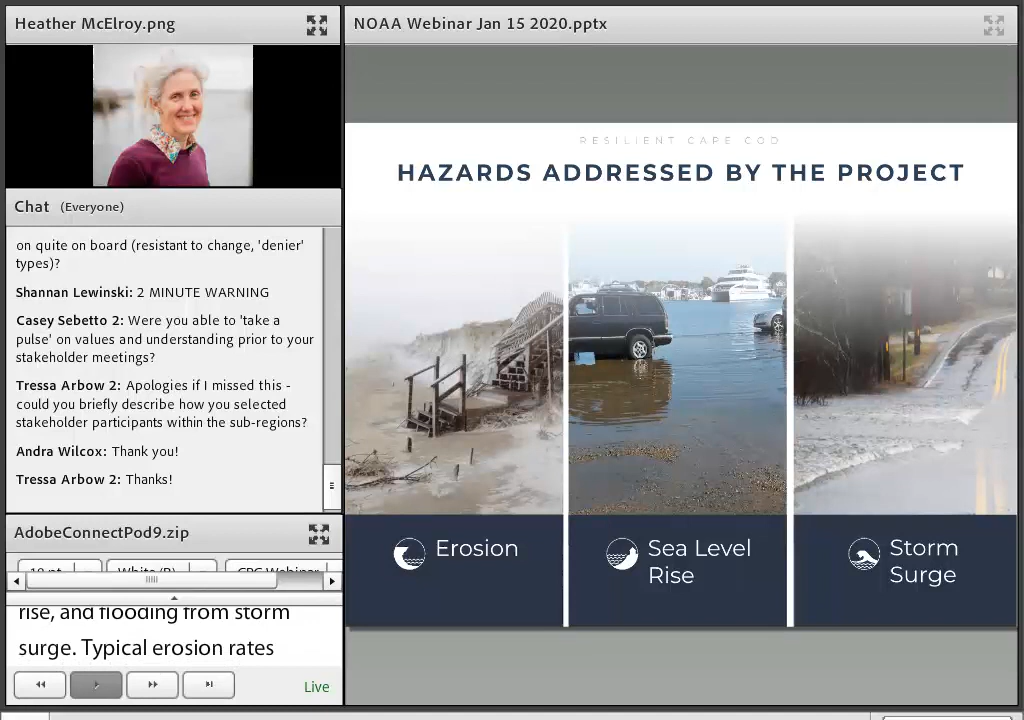 Heather McElroy.png
NOAA Webinar Jan 15 2020.pptx
Chat (Everyone)
on quite on board (resistant to change, 'denier'
types)?
Shannan Lewinski: 2 MINUTE WARNING
Casey Sebetto 2: Were you able to 'take a
pulse' on values and understanding prior to your
stakeholder meetings?
Tressa Arbow 2: Apologies if I missed this -
could you briefly describe how you selected
stakeholder participants within the sub-regions?
Andra Wilcox: Thank you!
Tressa Arbow 2: Thanks!
AdobeConnectPod9.zip
rise, and flooding from storm
surge. Typical erosion rates
Live
RESILIENT CAPE COD
HAZARDS ADDRESSED BY THE PROJECT
Erosion
Sea Level
Rise
Storm
Surge